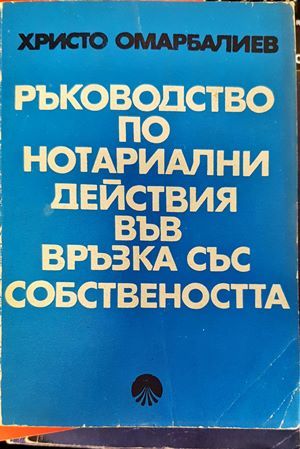 ХРИСТО ОМАРБАЛИЕВ
РЪКОВОДСТВО
ПО
НОТАРИАЛНИ
ДЕЙСТВИЯ
ВЪВ
ВРЪЗКА СЪС
СОБСТВЕНОСТТА